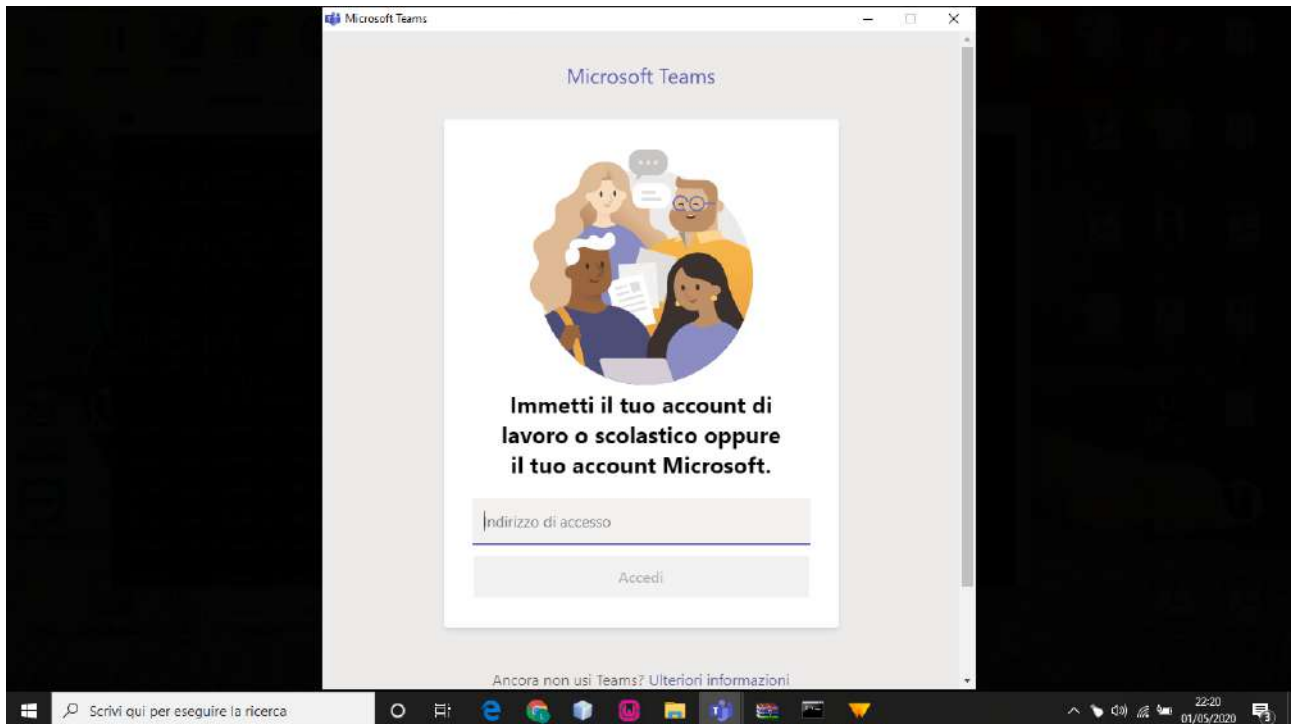 Microsoft Teams
Microsoft Teams
Immetti il tuo account di
lavoro o scolastico oppure
il tuo account Microsoft.
Indirizzo di accesso
Accedi
Ancora non usi Teams? Ulteriori informazioni
Scrivi qui per eseguire la ricerca
22:20
01/05/2020
3